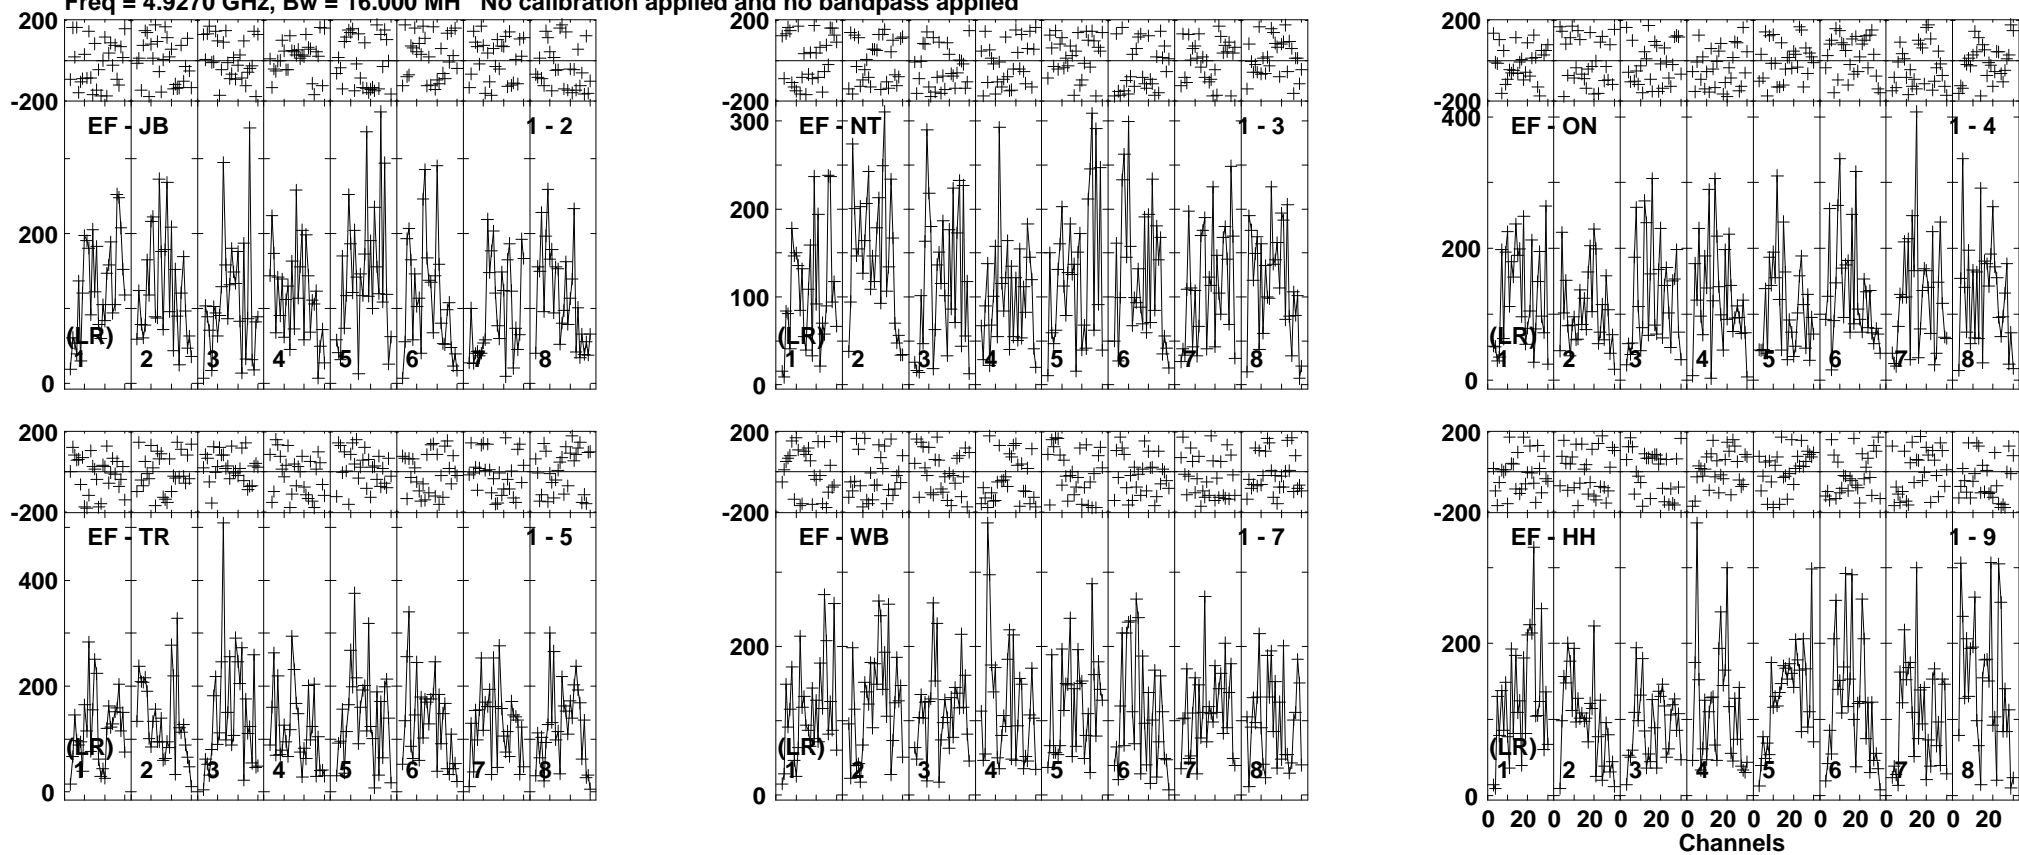 Freq = 4.9270 GHz, Bw = 16.000 MH No calibration applied and no bandpass applied
200
-200
EF - JB
1 - 2
200
0
(LR)
1 2 3 4 5 6 7 8
200
-200
EF - NT
1 - 3
300
200
100
0
(LR)
1 2 3 4 5 6 7 8
200
-200
EF - ON
1 - 4
400
200
0
(LR)
1 2 3 4 5 6 7 8
200
-200
EF - TR
1 - 5
400
200
0
(LR)
1 2 3 4 5 6 7 8
200
-200
EF - WB
1 - 7
200
0
(LR)
1 2 3 4 5 6 7 8
200
-200
EF - HH
1 - 9
200
0
(LR)
1 2 3 4 5 6 7 8
0 20 0 20 0 20 0 20 0 20 0 20 0 20 0 20
Channels